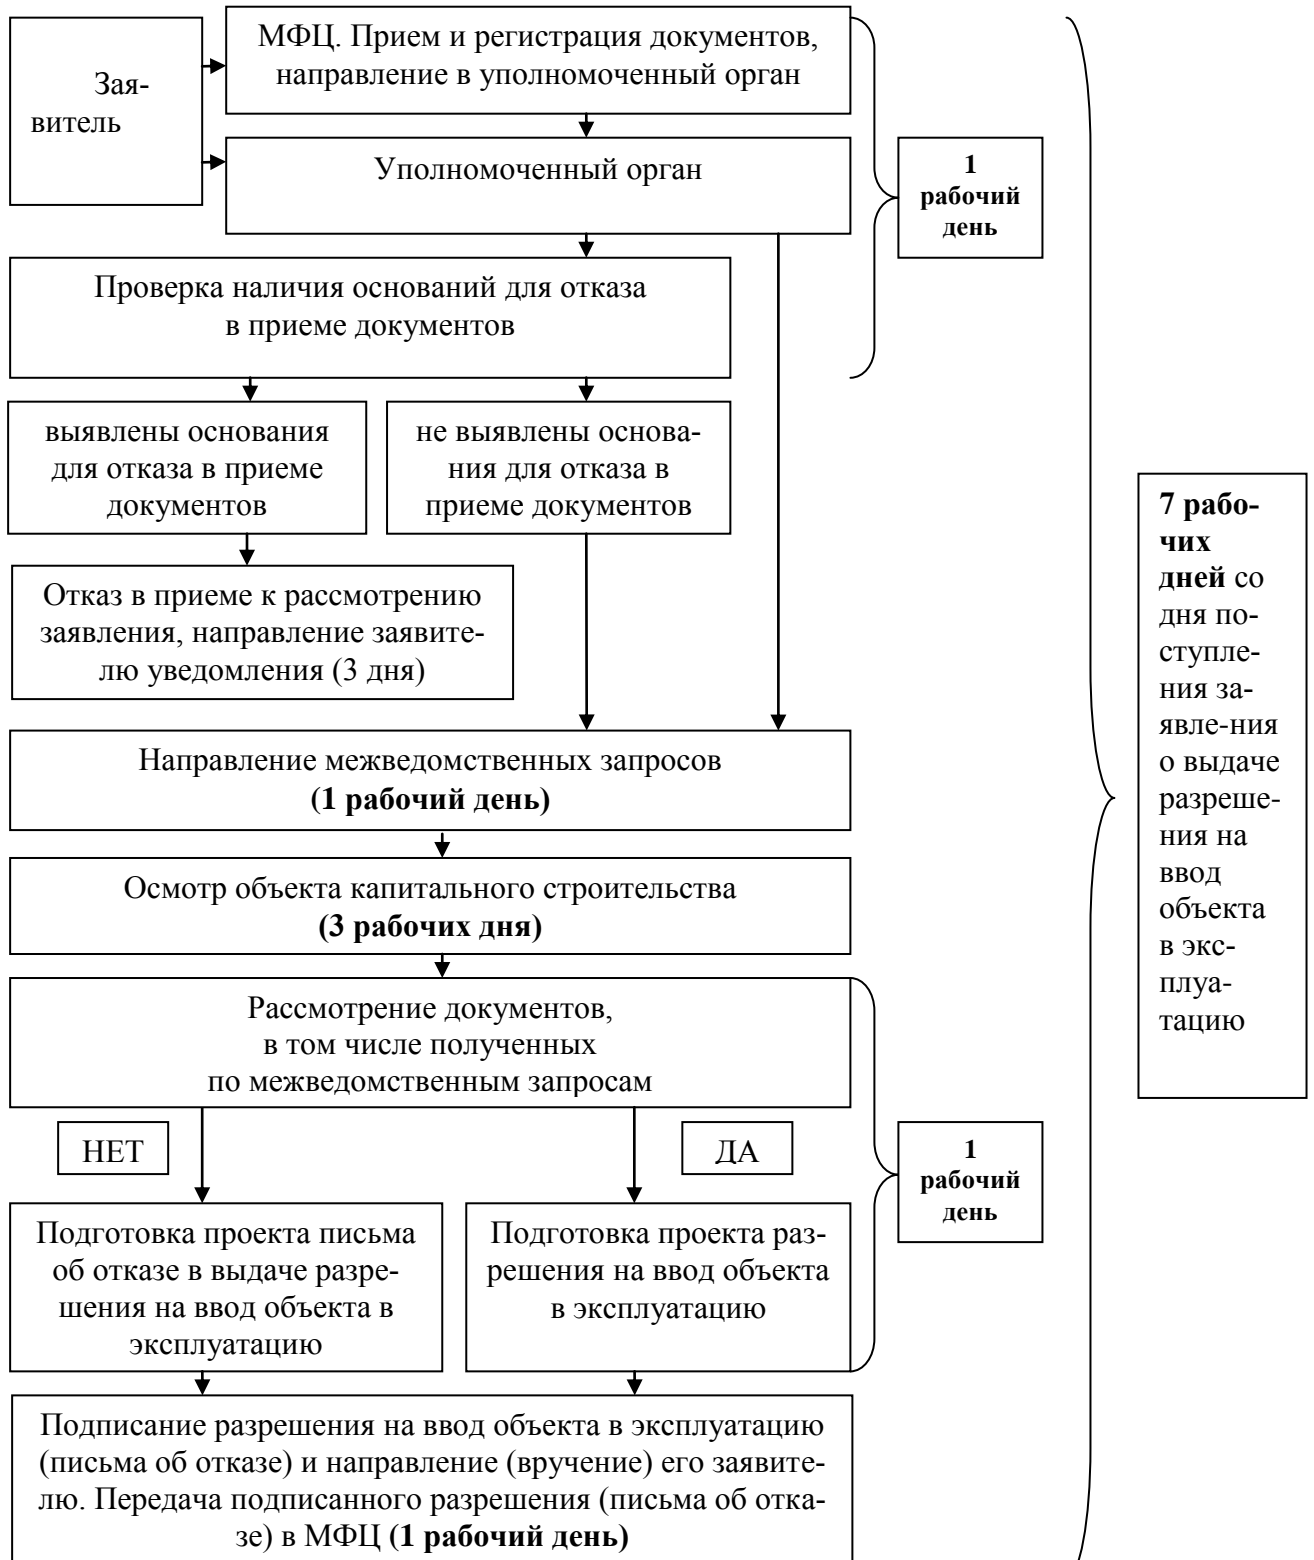 МФЦ. Прием и регистрация документов,
направление в уполномоченный орган
Зая-
витель
Уполномоченный орган
1
рабочий
день
Проверка наличия оснований для отказа
в приеме документов
выявлены основания
для отказа в приеме
документов
не выявлены основа-
ния для отказа в
приеме документов
Отказ в приеме к рассмотрению
заявления, направление заявите-
лю уведомления (3 дня)
7 рабо-
чих
дней со
дня по-
ступле-
ния за-
явле-ния
о выдаче
разреше-
ния на
ввод
объекта
в экс-
плуа-
тацию
Направление межведомственных запросов
(1 рабочий день)
Осмотр объекта капитального строительства
(3 рабочих дня)
Рассмотрение документов,
в том числе полученных
по межведомственным запросам
НЕТ
ДА
1
рабочий
день
Подготовка проекта письма
об отказе в выдаче разре-
шения на ввод объекта в
эксплуатацию
Подготовка проекта раз-
решения на ввод объекта
в эксплуатацию
Подписание разрешения на ввод объекта в эксплуатацию
(письма об отказе) и направление (вручение) его заявите-
лю. Передача подписанного разрешения (письма об отка-
зе) в МФЦ (1 рабочий день)